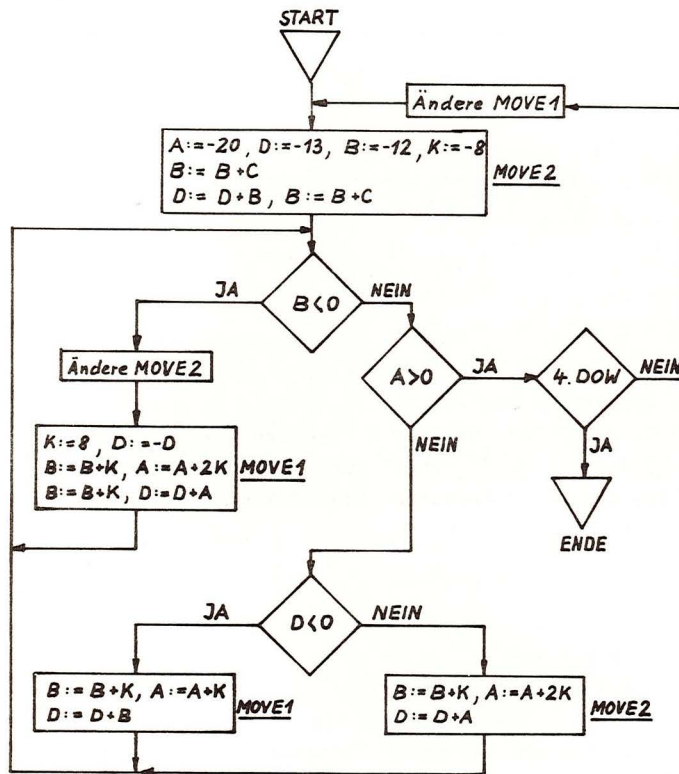 START
Ändere MOVE1
A:=-20, D:=-13, B:=-12, K:=-8
B:=B+C
D:=D+B, B:=B+C
MOVE2
B<0
JA
NEIN
Ändere MOVE2
A>0
JA
NEIN
4. DOW
NEIN
JA
ENDE
K:=8, D:=-D
B:=B+K, A:=A+2K
B:=B+K, D:=D+A
MOVE1
D<0
JA
NEIN
B:=B+K, A:=A+K
D:=D+B
MOVE1
B:=B+K, A:=A+2K
D:=D+A
MOVE2